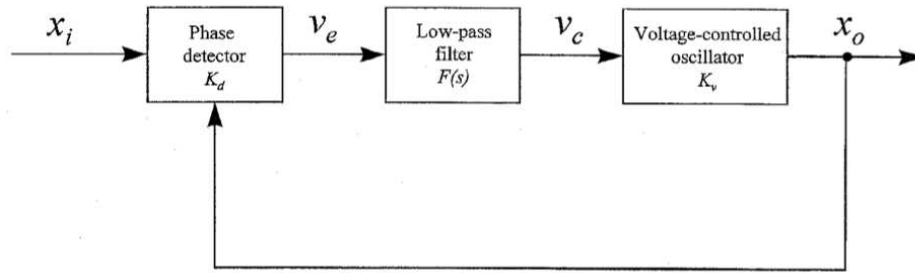 x_i
Phase
detector
K_d
v_e
Low-pass
filter
F(s)
v_c
Voltage-controlled
oscillator
K_v
x_o